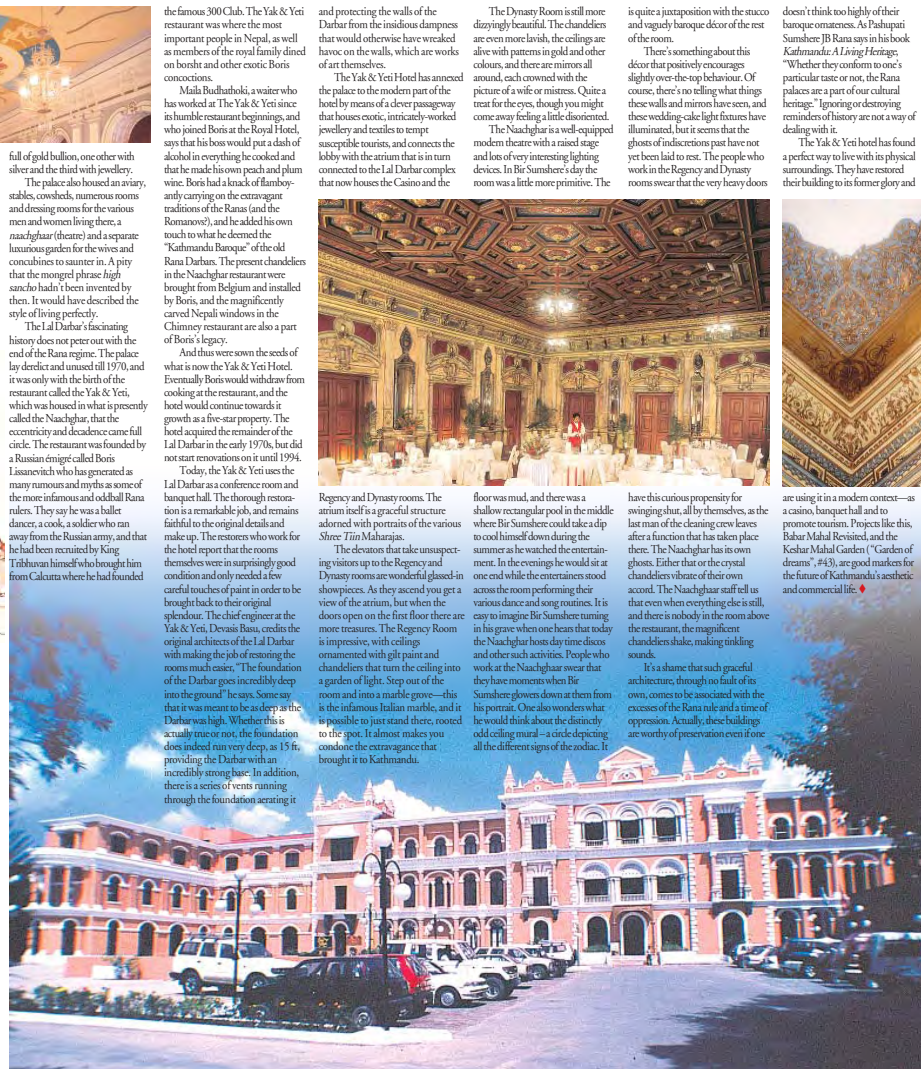 full of gold bullion, one other with
silver and the third with jewellery.
The palace also housed an aviary,
stables, cowsheds, numerous rooms
and dressing rooms for the various
men and women living there, a
naachghaar (theatre) and a separate
luxurious garden for the wives and
concubines to saunter in. A pity
that the mongrel phrase high
sancho hadn't been invented by
then. It would have described the
style of living perfectly.
The Lal Darbar's fascinating
history does not peter out with the
end of the Rana regime. The palace
lay derelict and unused till 1970, and
it was only with the birth of the
restaurant called the Yak & Yeti,
which was housed in what is presently
called the Naachghar, that the
eccentricity and decadence came full
circle. The restaurant was founded by
a Russian émigré called Boris
Lissanevitch who has generated as
many rumours and myths as some of
the more infamous and oddball Rana
rulers. They say he was a ballet
dancer, a cook, a soldier who ran
away from the Russian army, and that
he had been recruited by King
Tribhuvan himself who brought him
from Calcutta where he had founded
the famous 300 Club. The Yak & Yeti
restaurant was where the most
important people in Nepal, as well
as members of the royal family dined
on borsht and other exotic Boris
concoctions.
Maila Budhathoki, a waiter who
has worked at The Yak & Yeti since
its humble restaurant beginnings, and
who joined Boris at the Royal Hotel,
says that his boss would put a dash of
alcohol in everything he cooked and
that he made his own peach and plum
wine. Boris had a knack of flamboy-
antly carrying on the extravagant
traditions of the Ranas (and the
Romanovs?), and he added his own
touch to what he deemed the
"Kathmandu Baroque" of the old
Rana Darbars. The present chandeliers
in the Naachghar restaurant were
brought from Belgium and installed
by Boris, and the magnificently
carved Nepali windows in the
Chimney restaurant are also a part
of Boris's legacy.
And thus were sown the seeds of
what is now the Yak & Yeti Hotel.
Eventually Boris would withdraw from
cooking at the restaurant, and the
hotel would continue towards it
growth as a five-star property. The
hotel acquired the remainder of the
Lal Darbar in the early 1970s, but did
not start renovations on it until 1994.
Today, the Yak & Yeti uses the
Lal Darbar as a conference room and
banquet hall. The thorough restora-
tion is a remarkable job, and remains
faithful to the original details and
make up. The restorers who work for
the hotel report that the rooms
themselves were in surprisingly good
condition and only needed a few
careful touches of paint in order to be
brought back to their original
splendour. The chief engineer at the
Yak & Yeti, Devasis Basu, credits the
original architects of the Lal Darbar
with making the job of restoring the
rooms much easier, "The foundation
of the Darbar goes incredibly deep
into the ground" he says. Some say
that it was meant to be as deep as the
Darbar was high. Whether this is
actually true or not, the foundation
does indeed run very deep, as 15 ft,
providing the Darbar with an
incredibly strong base. In addition,
there is a series of vents running
through the foundation aerating it
and protecting the walls of the
Darbar from the insidious dampness
that would otherwise have wreaked
havoc on the walls, which are works
of art themselves.
The Yak & Yeti Hotel has annexed
the palace to the modern part of the
hotel by means of a clever passageway
that houses exotic, intricately-worked
jewellery and textiles to tempt
susceptible tourists, and connects the
lobby with the atrium that is in turn
connected to the Lal Darbar complex
that now houses the Casino and the
Regency and Dynasty rooms. The
atrium itself is a graceful structure
adorned with portraits of the various
Shree Tiin Maharajas.
The elevators that take unsuspect-
ing visitors up to the Regency and
Dynasty rooms are wonderful glassed-in
showpieces. As they ascend you get a
view of the atrium, but when the
doors open on the first floor there are
more treasures. The Regency Room
is impressive, with ceilings
ornamented with gilt paint and
chandeliers that turn the ceiling into
a garden of light. Step out of the
room and into a marble grove—this
is the infamous Italian marble, and it
is possible to just stand there, rooted
to the spot. It almost makes you
condone the extravagance that
brought it to Kathmandu.
The Dynasty Room is still more
dizzyingly beautiful. The chandeliers
are even more lavish, the ceilings are
alive with patterns in gold and other
colours, and there are mirrors all
around, each crowned with the
picture of a wife or mistress. Quite a
treat for the eyes, though you might
come away feeling a little disoriented.
The Naachghar is a well-equipped
modern theatre with a raised stage
and lots of very interesting lighting
devices. In Bir Sumshere's day the
room was a little more primitive. The
floor was mud, and there was a
shallow rectangular pool in the middle
where Bir Sumshere could take a dip
to cool himself down during the
summer as he watched the entertain-
ment. In the evenings he would sit at
one end while the entertainers stood
across the room performing their
various dance and song routines. It is
easy to imagine Bir Sumshere turning
in his grave when one hears that today
the Naachghar hosts day time discos
and other such activities. People who
work at the Naachghaar swear that
they have moments when Bir
Sumshere glowers down at them from
his portrait. One also wonders what
he would think about the distinctly
odd ceiling mural – a circle depicting
all the different signs of the zodiac. It
is quite a juxtaposition with the stucco
and vaguely baroque décor of the rest
of the room.
There's something about this
décor that positively encourages
slightly over-the-top behaviour. Of
course, there's no telling what things
these walls and mirrors have seen, and
these wedding-cake light fixtures have
illuminated, but it seems that the
ghosts of indiscretions past have not
yet been laid to rest. The people who
work in the Regency and Dynasty
rooms swear that the very heavy doors
have this curious propensity for
swinging shut, all by themselves, as the
last man of the cleaning crew leaves
after a function that has taken place
there. The Naachghar has its own
ghosts. Either that or the crystal
chandeliers vibrate of their own
accord. The Naachghaar staff tell us
that even when everything else is still,
and there is nobody in the room above
the restaurant, the magnificent
chandeliers shake, making tinkling
sounds.
It's a shame that such graceful
architecture, through no fault of its
own, comes to be associated with the
excesses of the Rana rule and a time of
oppression. Actually, these buildings
are worthy of preservation even if one
doesn't think too highly of their
baroque ornateness. As Pashupati
Sumshere JB Rana says in his book
Kathmandu: A Living Heritage,
"Whether they conform to one's
particular taste or not, the Rana
palaces are a part of our cultural
heritage." Ignoring or destroying
reminders of history are not a way of
dealing with it.
The Yak & Yeti hotel has found
a perfect way to live with its physical
surroundings. They have restored
their building to its former glory and
are using it in a modern context—as
a casino, banquet hall and to
promote tourism. Projects like this,
Babar Mahal Revisited, and the
Keshar Mahal Garden ( "Garden of
dreams", #43), are good markers for
the future of Kathmandu's aesthetic
and commercial life. ♦